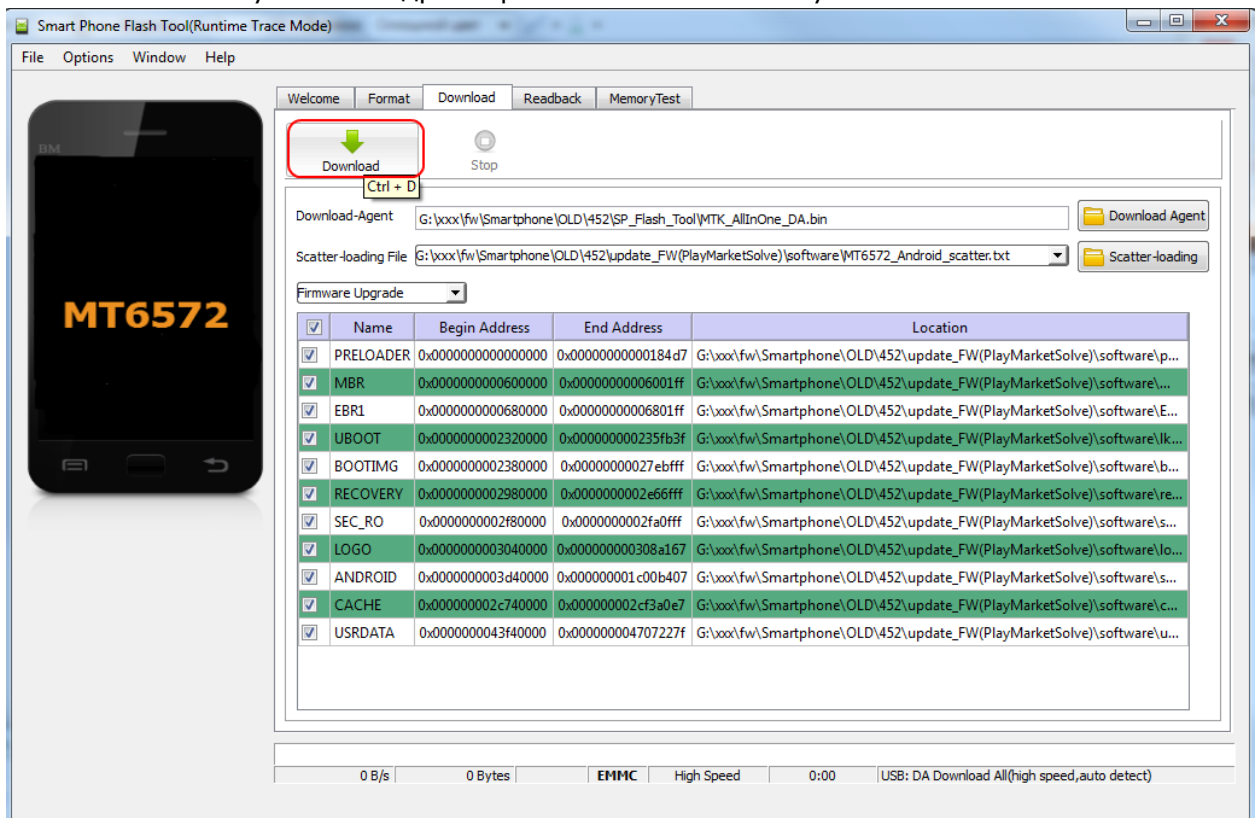 Smart Phone Flash Tool(Runtime Trace Mode)
File Options Window Help
Welcome Format Download Readback MemoryTest
BM
Download Stop
Ctrl + D
Download-Agent G:\xxx\fw\Smartphone\OLD\452\SP_Flash_Tool\MTK_AllInOne_DA.bin Download Agent
Scatter-loading File G:\xxx\fw\Smartphone\OLD\452\update_FW(PlayMarketSolve)\software\MT6572_Android_scatter.txt Scatter-loading
Firmware Upgrade
MT6572
Name Begin Address End Address Location
PRELOADER 0x0000000000000000 0x00000000000184d7 G:\xxx\fw\Smartphone\OLD\452\update_FW(PlayMarketSolve)\software\p...
MBR 0x0000000000600000 0x00000000006001ff G:\xxx\fw\Smartphone\OLD\452\update_FW(PlayMarketSolve)\software\...
EBR1 0x0000000000680000 0x00000000006801ff G:\xxx\fw\Smartphone\OLD\452\update_FW(PlayMarketSolve)\software\E...
UBOOT 0x0000000002320000 0x000000000235fb3f G:\xxx\fw\Smartphone\OLD\452\update_FW(PlayMarketSolve)\software\lk...
BOOTIMG 0x0000000002380000 0x00000000027ebfff G:\xxx\fw\Smartphone\OLD\452\update_FW(PlayMarketSolve)\software\b...
RECOVERY 0x0000000002980000 0x0000000002e66fff G:\xxx\fw\Smartphone\OLD\452\update_FW(PlayMarketSolve)\software\re...
SEC_RO 0x0000000002f80000 0x0000000002fa0fff G:\xxx\fw\Smartphone\OLD\452\update_FW(PlayMarketSolve)\software\s...
LOGO 0x0000000003040000 0x000000000308a167 G:\xxx\fw\Smartphone\OLD\452\update_FW(PlayMarketSolve)\software\lo...
ANDROID 0x0000000003d40000 0x000000001c00b407 G:\xxx\fw\Smartphone\OLD\452\update_FW(PlayMarketSolve)\software\s...
CACHE 0x000000002c740000 0x000000002cf3a0e7 G:\xxx\fw\Smartphone\OLD\452\update_FW(PlayMarketSolve)\software\c...
USRDATA 0x0000000043f40000 0x000000004707227f G:\xxx\fw\Smartphone\OLD\452\update_FW(PlayMarketSolve)\software\u...
0 B/s 0 Bytes EMMC High Speed 0:00 USB: DA Download All(high speed,auto detect)